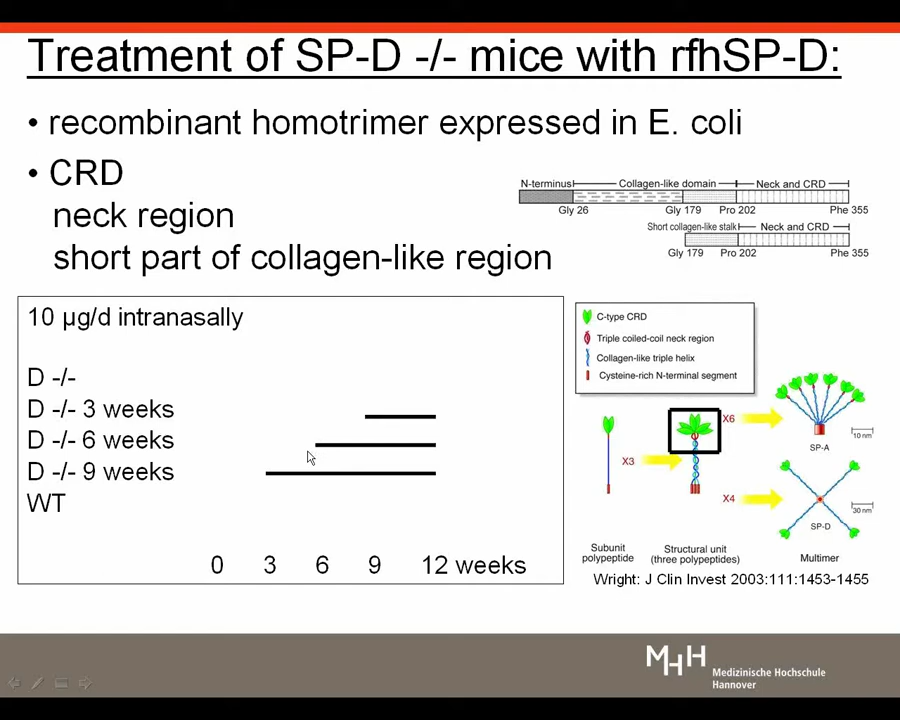 Treatment of SP-D -/- mice with rfhSP-D:
• recombinant homotrimer expressed in E. coli
• CRD
neck region
short part of collagen-like region
N-terminus Collagen-like domain Neck and CRD
Gly 26 Gly 179 Pro 202 Phe 355
Short collagen-like stalk Neck and CRD
Gly 179 Pro 202 Phe 355
10 µg/d intranasally
D -/-
D -/- 3 weeks
D -/- 6 weeks
D -/- 9 weeks
WT
0 3 6 9 12 weeks
C-type CRD
Triple coiled-coil neck region
Collagen-like triple helix
Cysteine-rich N-terminal segment
X3
X6
X4
10 nm
SP-A
30 nm
SP-D
Subunit
polypeptide
Structural unit
(three polypeptides)
Multimer
Wright: J Clin Invest 2003:111:1453-1455
MHH
Medizinische Hochschule
Hannover